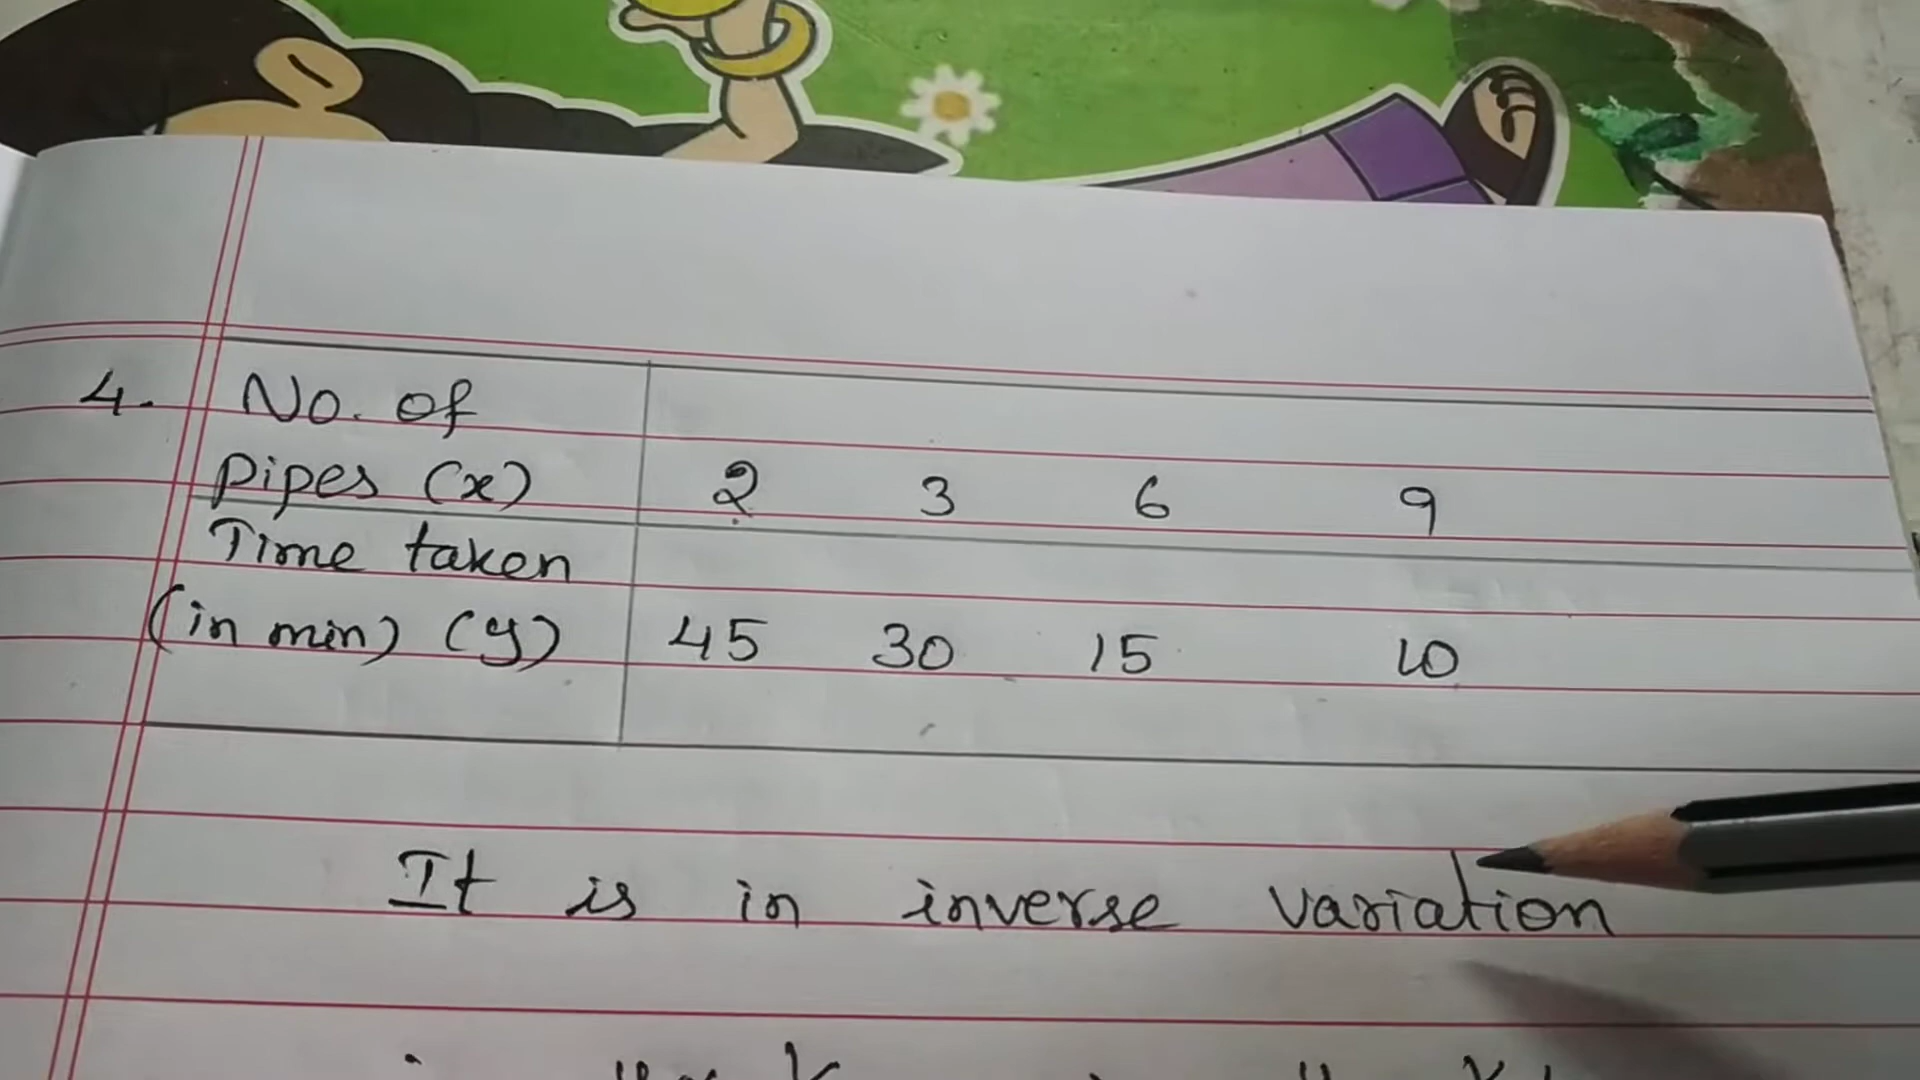 4. No. of
pipes (x) 2 3 6 9
Time taken
(in min) (y) 45 30 15 10
It is in inverse variation